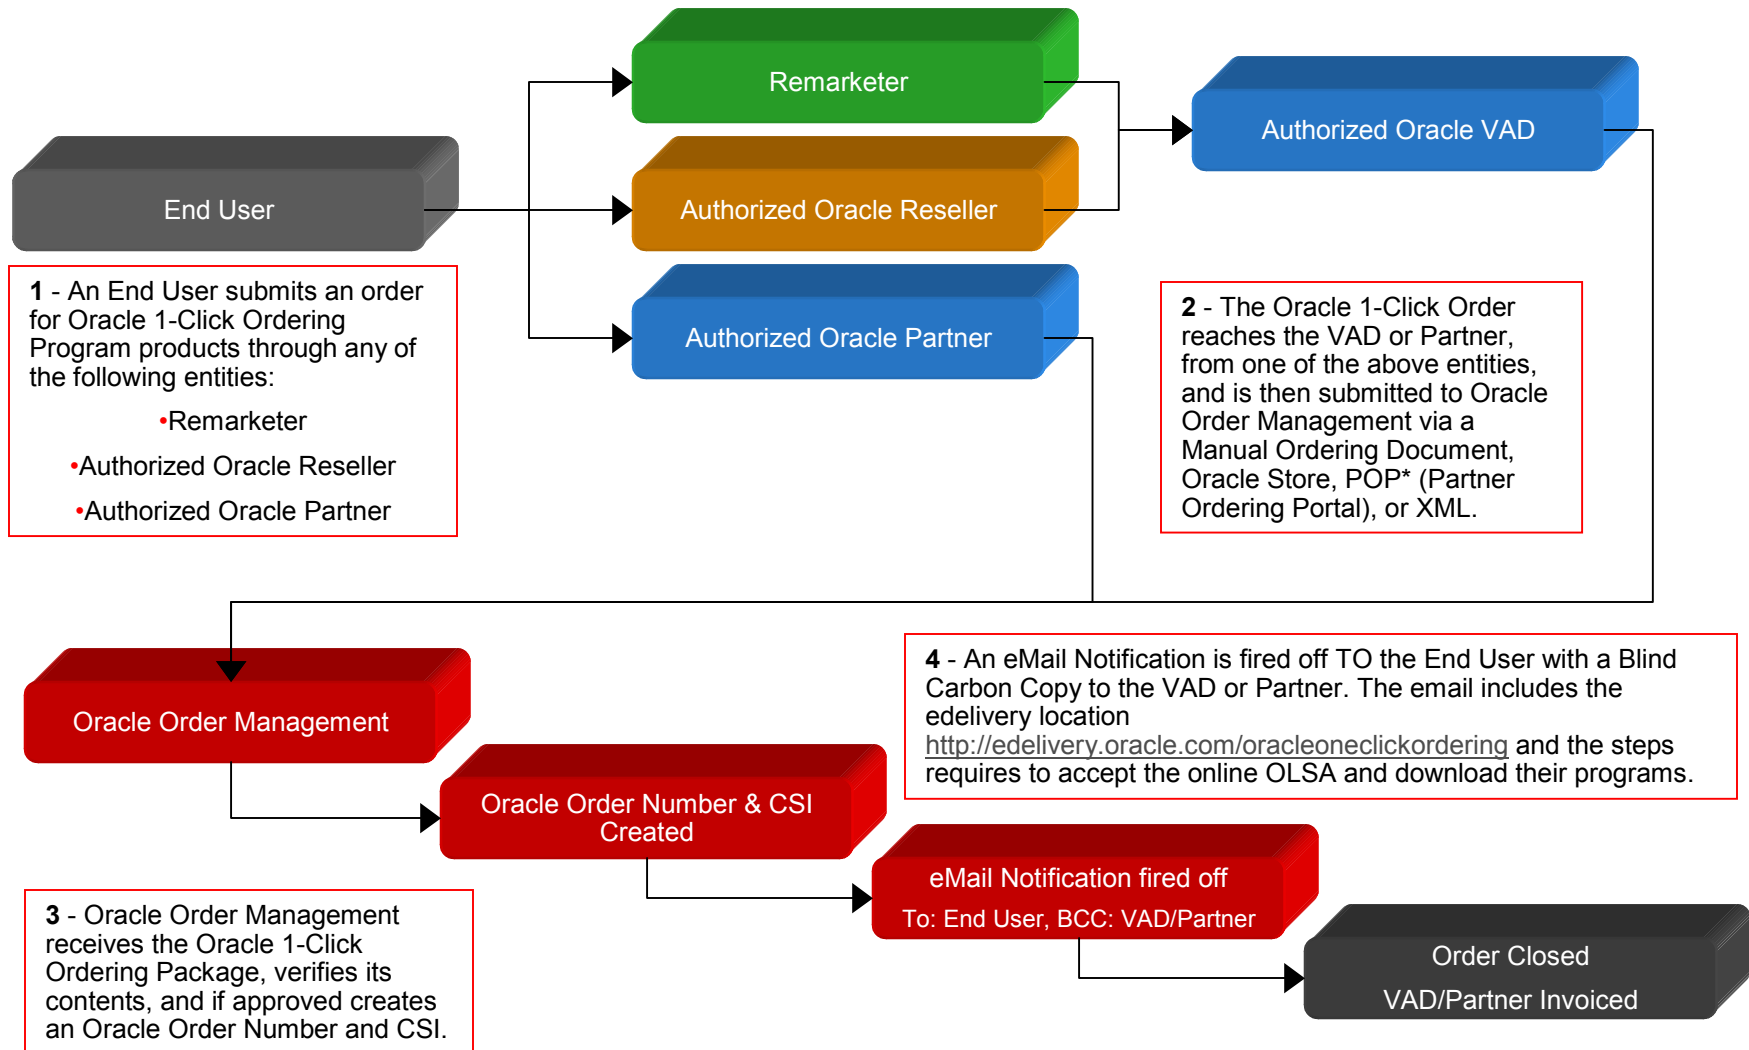 Remarketer
Authorized Oracle VAD
End User
Authorized Oracle Reseller
Authorized Oracle Partner
1 - An End User submits an order
for Oracle 1-Click Ordering
Program products through any of
the following entities:
•Remarketer
•Authorized Oracle Reseller
•Authorized Oracle Partner
2 - The Oracle 1-Click Order
reaches the VAD or Partner,
from one of the above entities,
and is then submitted to Oracle
Order Management via a
Manual Ordering Document,
Oracle Store, POP* (Partner
Ordering Portal), or XML.
Oracle Order Management
4 - An eMail Notification is fired off TO the End User with a Blind
Carbon Copy to the VAD or Partner. The email includes the
edelivery location
http://edelivery.oracle.com/oracleoneclickordering and the steps
requires to accept the online OLSA and download their programs.
Oracle Order Number & CSI
Created
eMail Notification fired off
To: End User, BCC: VAD/Partner
3 - Oracle Order Management
receives the Oracle 1-Click
Ordering Package, verifies its
contents, and if approved creates
an Oracle Order Number and CSI.
Order Closed
VAD/Partner Invoiced